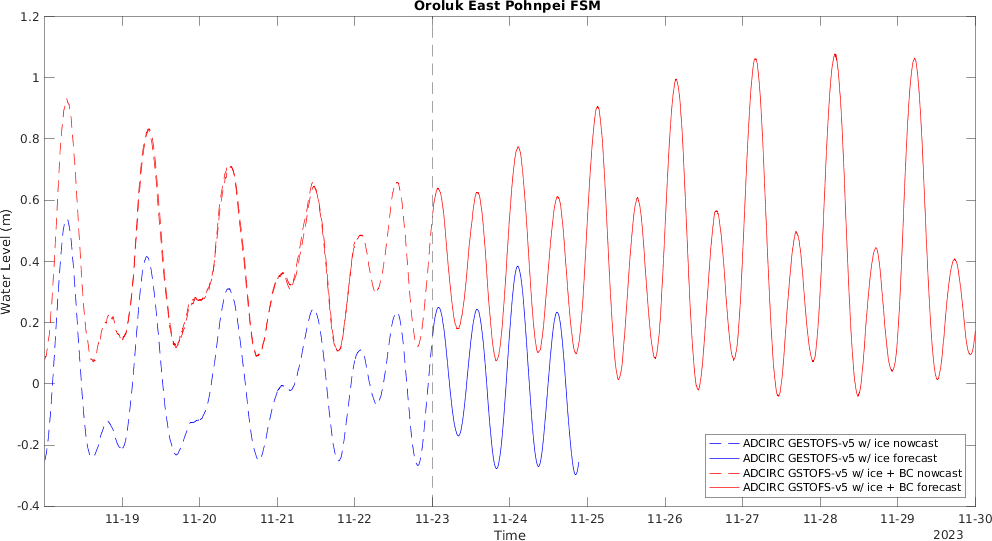 Oroluk East Pohnpei FSM
1.2
1
0.8
0.6
0.4
0.2
0
-0.2
-0.4
Water Level (m)
11-19 11-20 11-21 11-22 11-23 11-24 11-25 11-26 11-27 11-28 11-29 11-30
Time
2023
ADCIRC GESTOFS-v5 w/ ice nowcast
ADCIRC GESTOFS-v5 w/ ice forecast
ADCIRC GSTOFS-v5 w/ ice + BC nowcast
ADCIRC GSTOFS-v5 w/ ice + BC forecast